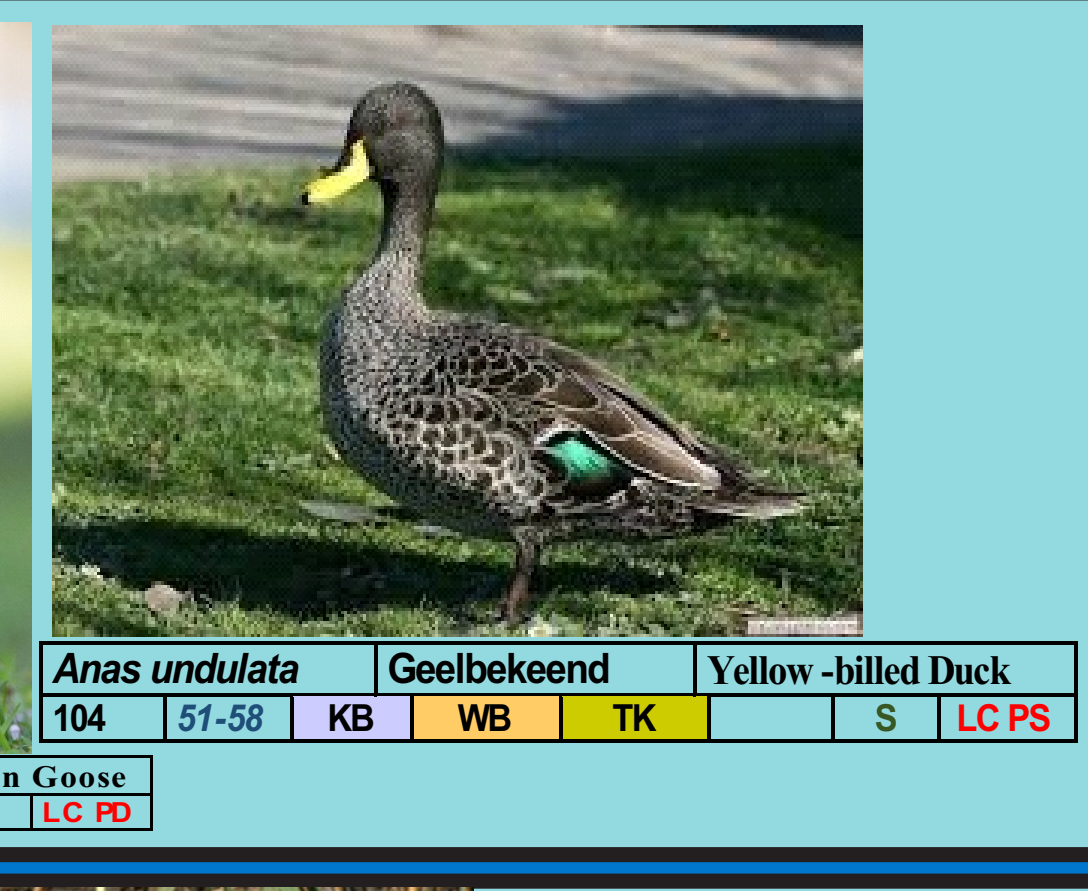 Anas undulata Geelbekeend Yellow -billed Duck
104 51-58 KB WB TK S LC PS
n Goose
LC PD